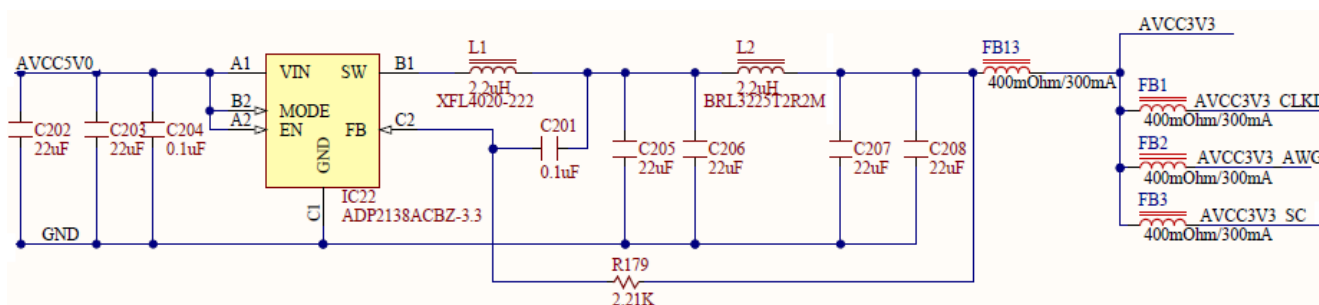 AVCC5V0
C202
22uF
C203
22uF
C204
0.1uF
A1
B2
A2
VIN
MODE
EN
SW
FB
GND
B1
C2
C1
IC22
ADP2138ACBZ-3.3
L1
2.2uH
XFL4020-222
C201
0.1uF
C205
22uF
C206
22uF
L2
2.2uH
BRL3225T2R2M
C207
22uF
C208
22uF
GND
R179
2.21K
FB13
400mOhm/300mA
AVCC3V3
FB1
400mOhm/300mA
FB2
AVCC3V3_AWG
400mOhm/300mA
FB3
AVCC3V3_SC
400mOhm/300mA